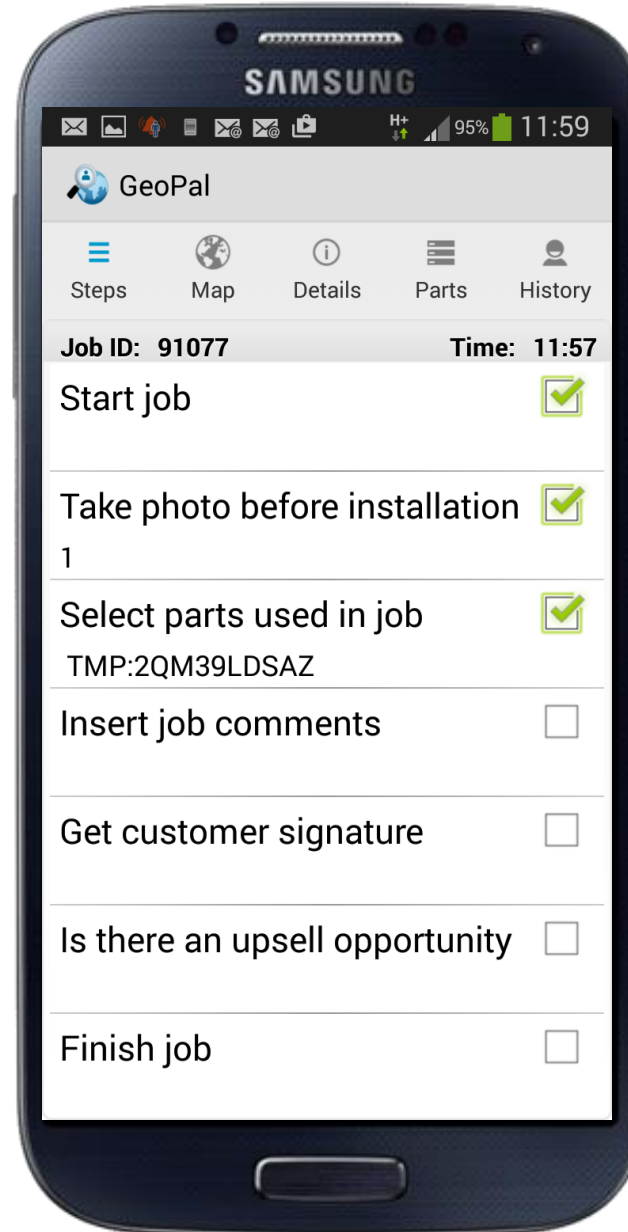 SAMSUNG
H+ 95% 11:59
GeoPal
Steps Map Details Parts History
Job ID: 91077 Time: 11:57
Start job
Take photo before installation
1
Select parts used in job
TMP:2QM39LDSAZ
Insert job comments
Get customer signature
Is there an upsell opportunity
Finish job